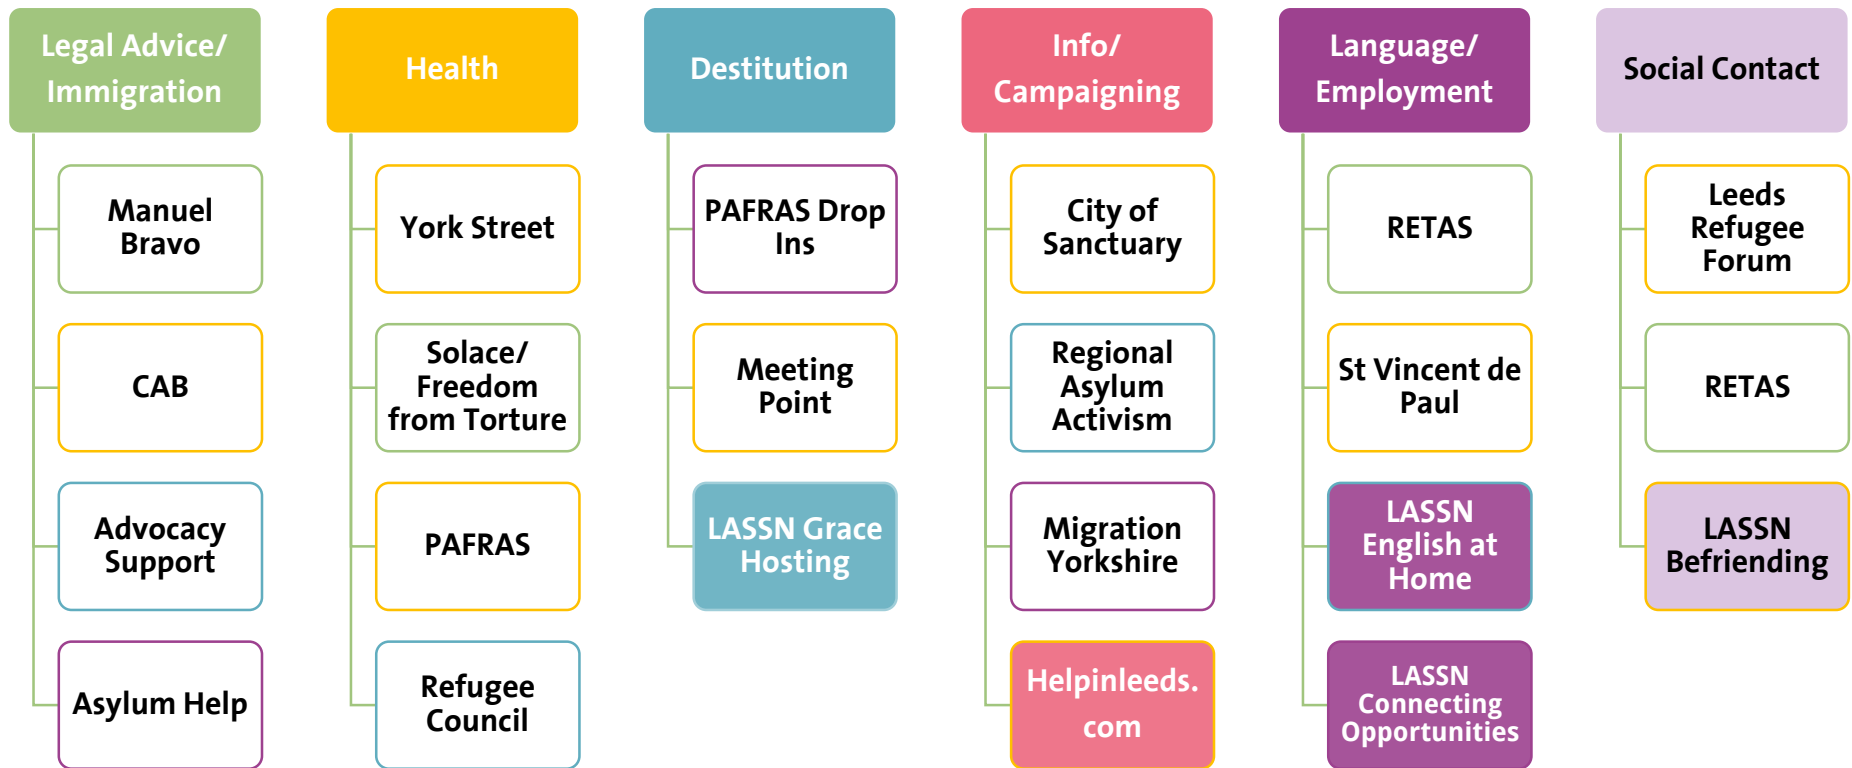 Legal Advice/
Immigration
Manuel
Bravo
CAB
Advocacy
Support
Asylum Help
Health
York Street
Solace/
Freedom
from Torture
PAFRAS
Refugee
Council
Destitution
PAFRAS Drop
Ins
Meeting
Point
LASSN Grace
Hosting
Info/
Campaigning
City of
Sanctuary
Regional
Asylum
Activism
Migration
Yorkshire
Helpinleeds.
com
Language/
Employment
RETAS
St Vincent de
Paul
LASSN
English at
Home
LASSN
Connecting
Opportunities
Social Contact
Leeds
Refugee
Forum
RETAS
LASSN
Befriending